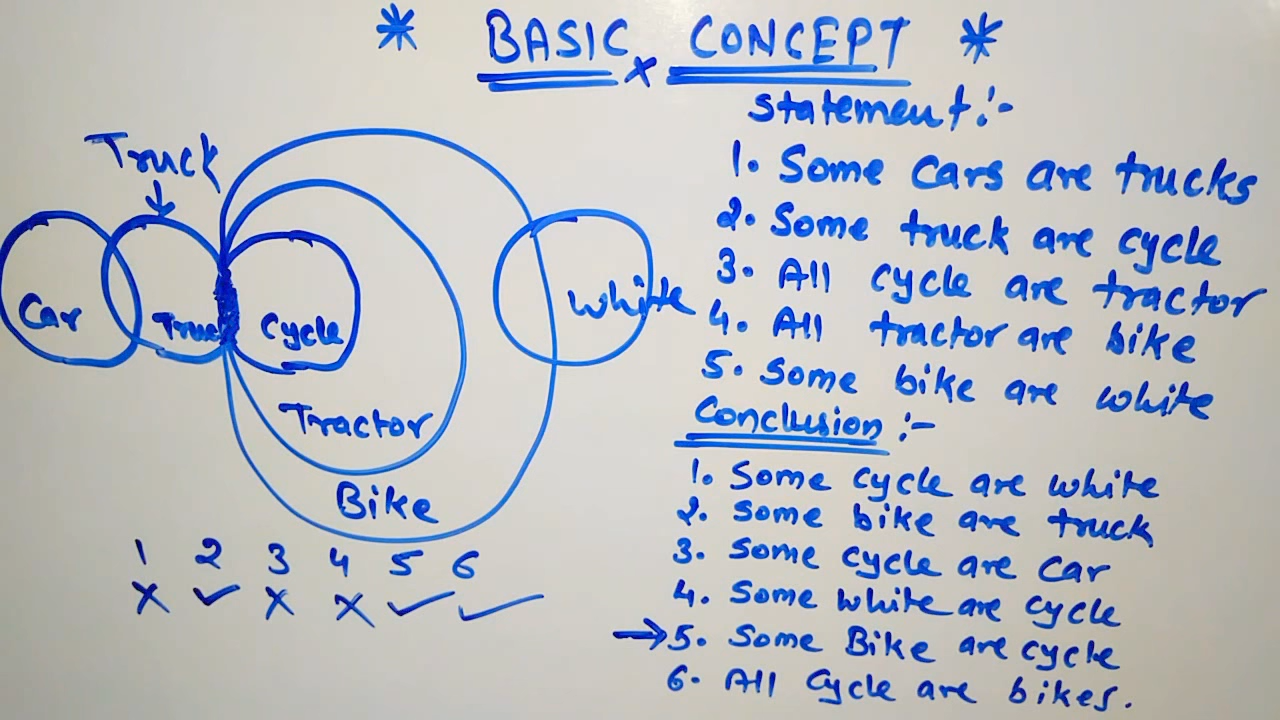 * BASIC CONCEPT *
x
Statement:-
1. Some cars are trucks
2. Some truck are cycle
3. All cycle are tractor
4. All tractor are bike
5. Some bike are white
Conclusion :-
1. Some cycle are white
2. Some bike are truck
3. Some cycle are car
4. Some white are cycle
→5. Some Bike are cycle
6. All cycle are bikes.
Truck
↓
Car
Truck
Cycle
White
Tractor
Bike
1 2 3 4 5 6
× ✓ × × ✓ ✓